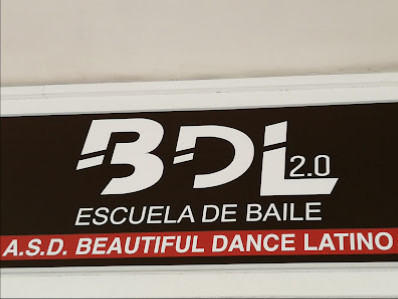 BDL 2.0
ESCUELA DE BAILE
A.S.D. BEAUTIFUL DANCE LATINO